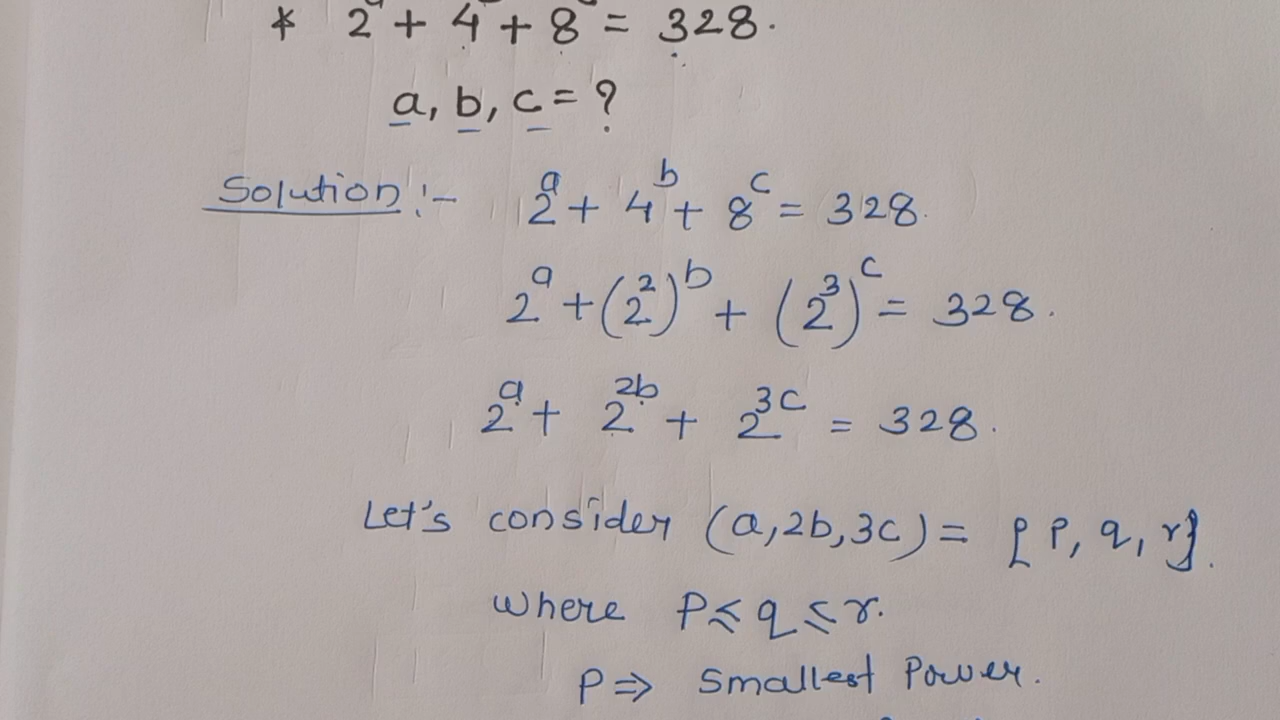 * 2^a + 4 + 8 = 328.
a, b, c = ?
Solution :- 2^a + 4^b + 8^c = 328.
2^a + (2^2)^b + (2^3)^c = 328.
2^a + 2^2b + 2^3c = 328.
Let's consider (a, 2b, 3c) = {P, q, r}.
where P ≤ q ≤ r.
P ⇒ Smallest Power.